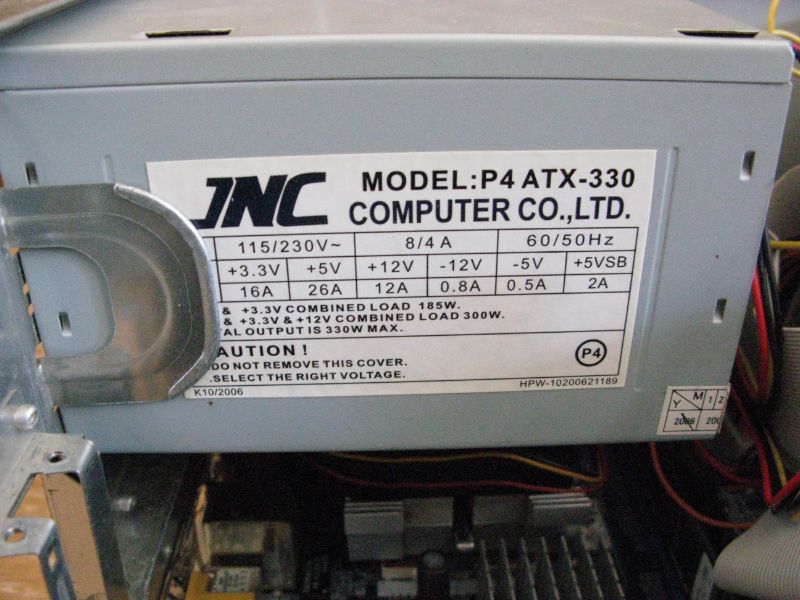 JNC MODEL:P4 ATX-330
COMPUTER CO.,LTD.
115/230V~ 8/4A 60/50Hz
+3.3V +5V +12V -12V -5V +5VSB
16A 26A 12A 0.8A 0.5A 2A
& +3.3V COMBINED LOAD 185W.
& +3.3V & +12V COMBINED LOAD 300W.
AL OUTPUT IS 330W MAX.
AUTION !
DO NOT REMOVE THIS COVER.
.SELECT THE RIGHT VOLTAGE.
P4
K10/2006 HPW-10200621189
Y M 1 2
2006 200